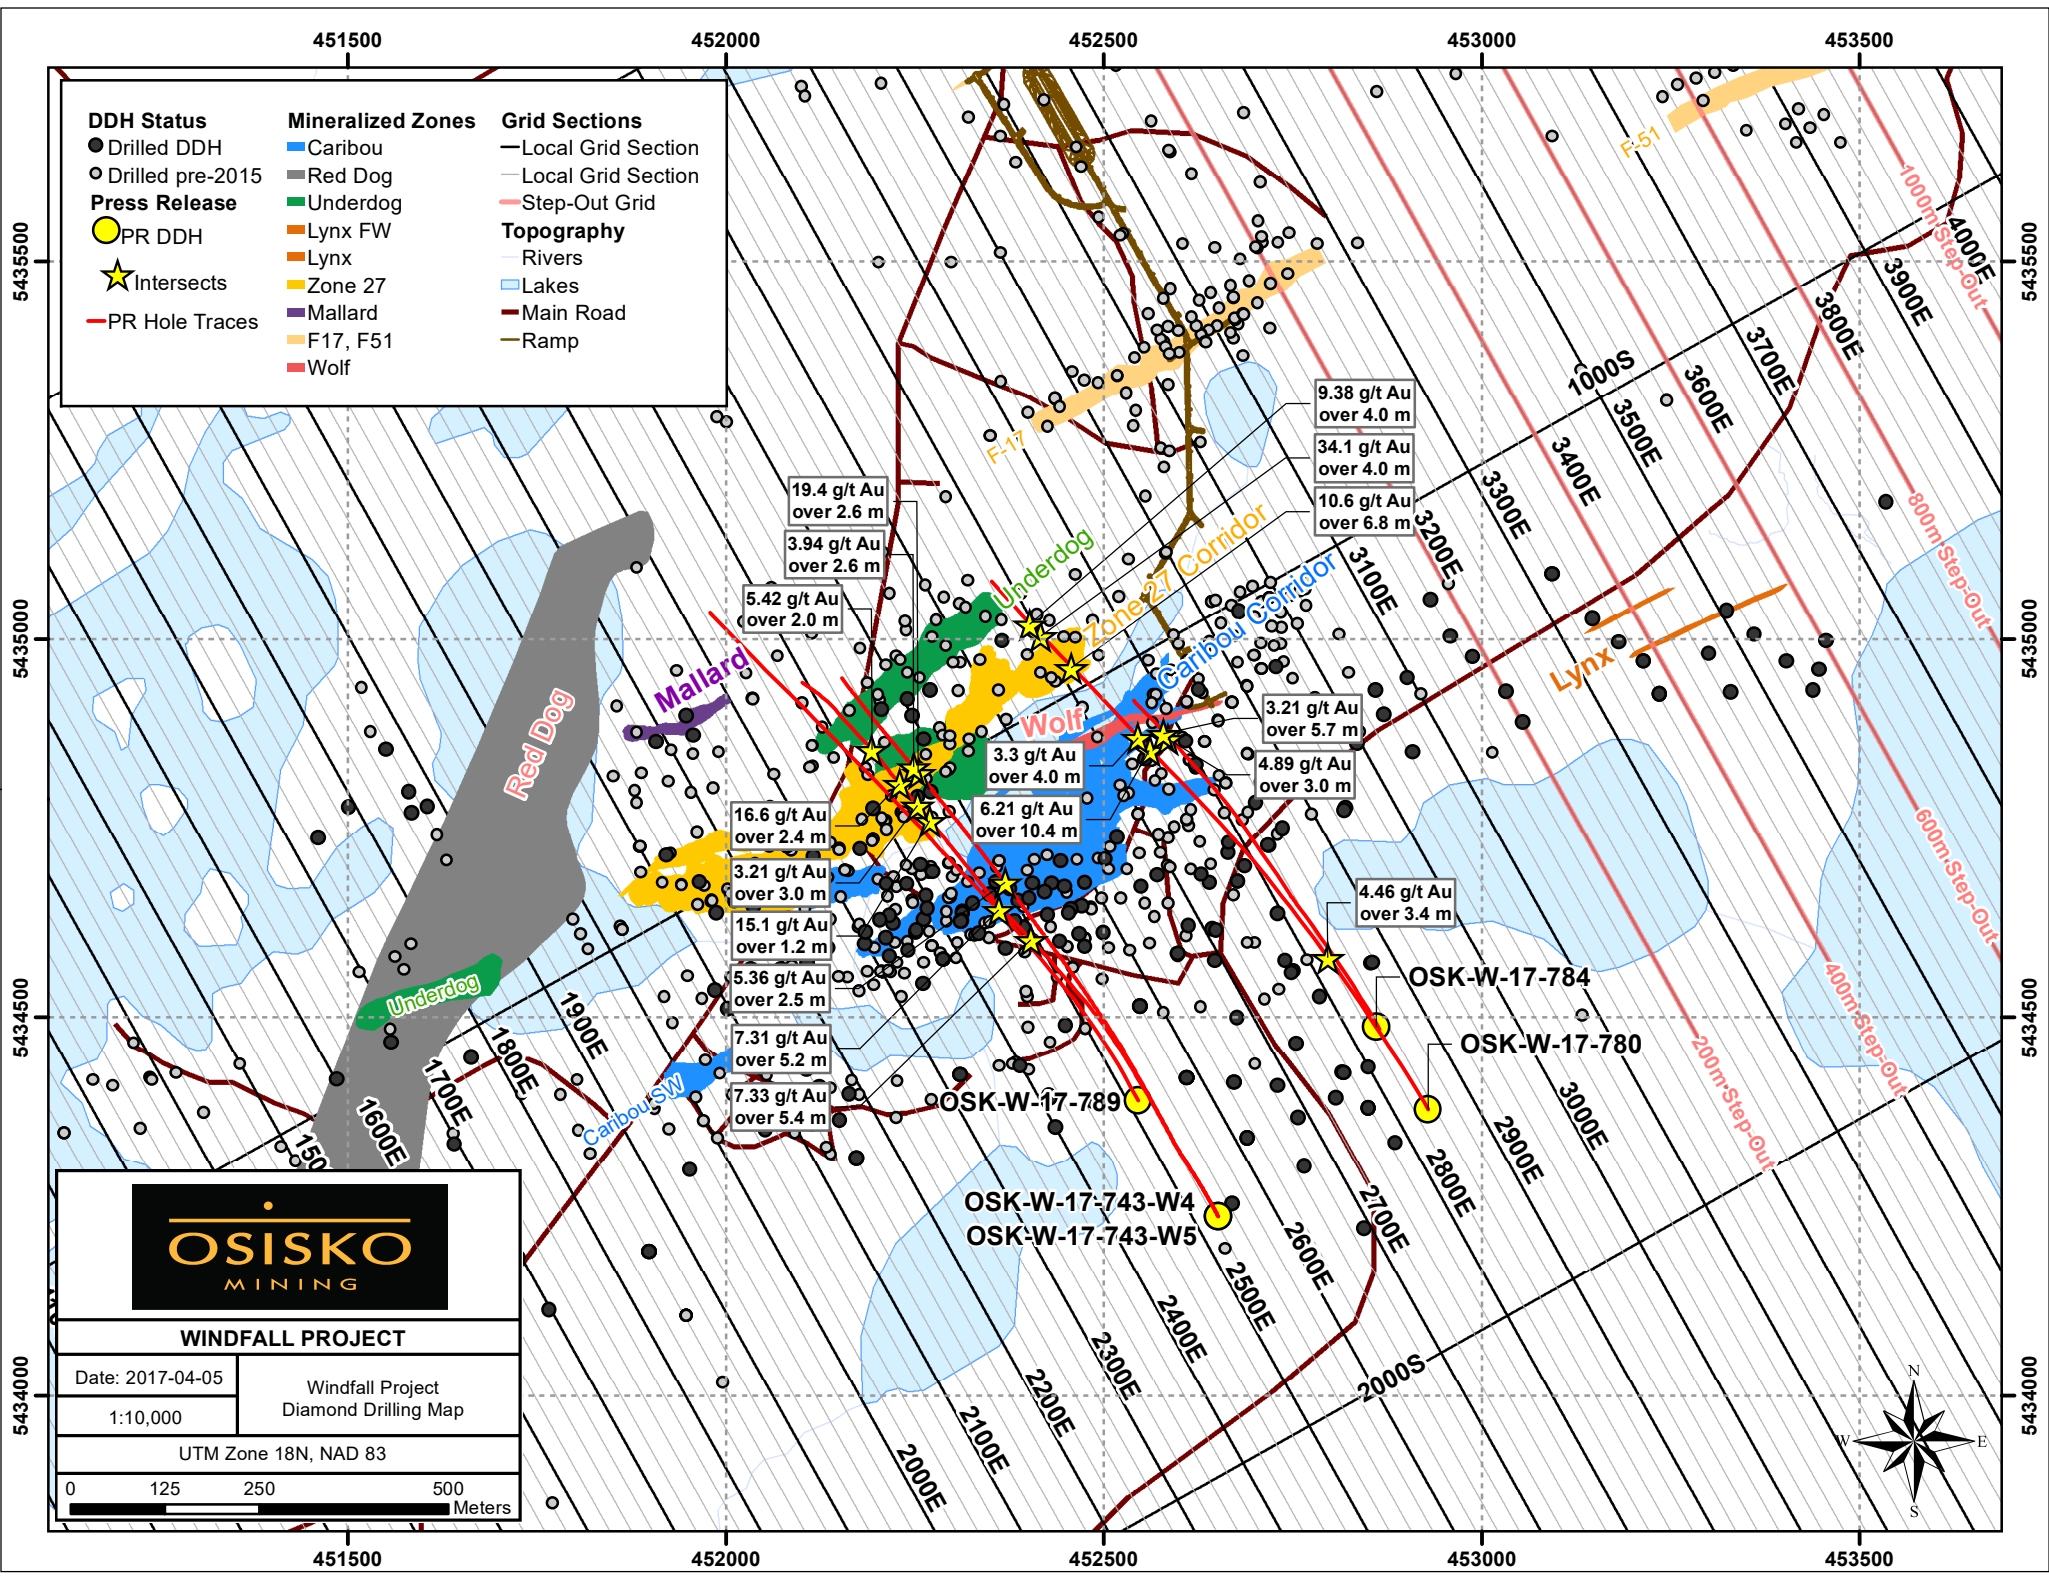 451500
452000
452500
453000
453500
DDH Status
Drilled DDH
Drilled pre-2015
Press Release
PR DDH
Intersects
PR Hole Traces
Mineralized Zones
Caribou
Red Dog
Underdog
Lynx FW
Lynx
Zone 27
Mallard
F17, F51
Wolf
Grid Sections
Local Grid Section
Local Grid Section
Step-Out Grid
Topography
Rivers
Lakes
Main Road
Ramp
5435500
5435000
5434500
5434000
5435500
5435000
5434500
5434000
F-51
F-17
1000m Step-Out
800m Step-Out
600m Step-Out
400m Step-Out
200m Step-Out
4000E
3900E
3800E
3700E
3600E
3500E
3400E
3300E
3200E
3100E
1000S
9.38 g/t Au
over 4.0 m
34.1 g/t Au
over 4.0 m
10.6 g/t Au
over 6.8 m
19.4 g/t Au
over 2.6 m
3.94 g/t Au
over 2.6 m
5.42 g/t Au
over 2.0 m
Underdog
Zone 27 Corridor
Caribou Corridor
Mallard
Red Dog
Wolf
Lynx
3.21 g/t Au
over 5.7 m
3.3 g/t Au
over 4.0 m
4.89 g/t Au
over 3.0 m
16.6 g/t Au
over 2.4 m
6.21 g/t Au
over 10.4 m
3.21 g/t Au
over 3.0 m
4.46 g/t Au
over 3.4 m
15.1 g/t Au
over 1.2 m
5.36 g/t Au
over 2.5 m
7.31 g/t Au
over 5.2 m
7.33 g/t Au
over 5.4 m
Underdog
Caribou SW
OSK-W-17-784
OSK-W-17-780
OSK-W-17-789
OSK-W-17-743-W4
OSK-W-17-743-W5
150
1600E
1700E
1800E
1900E
2000E
2100E
2200E
2300E
2400E
2500E
2600E
2700E
2800E
2900E
3000E
2000S
OSISKO
MINING
WINDFALL PROJECT
Date: 2017-04-05
1:10,000
Windfall Project
Diamond Drilling Map
UTM Zone 18N, NAD 83
0
125
250
500
Meters
N
W
E
S
451500
452000
452500
453000
453500